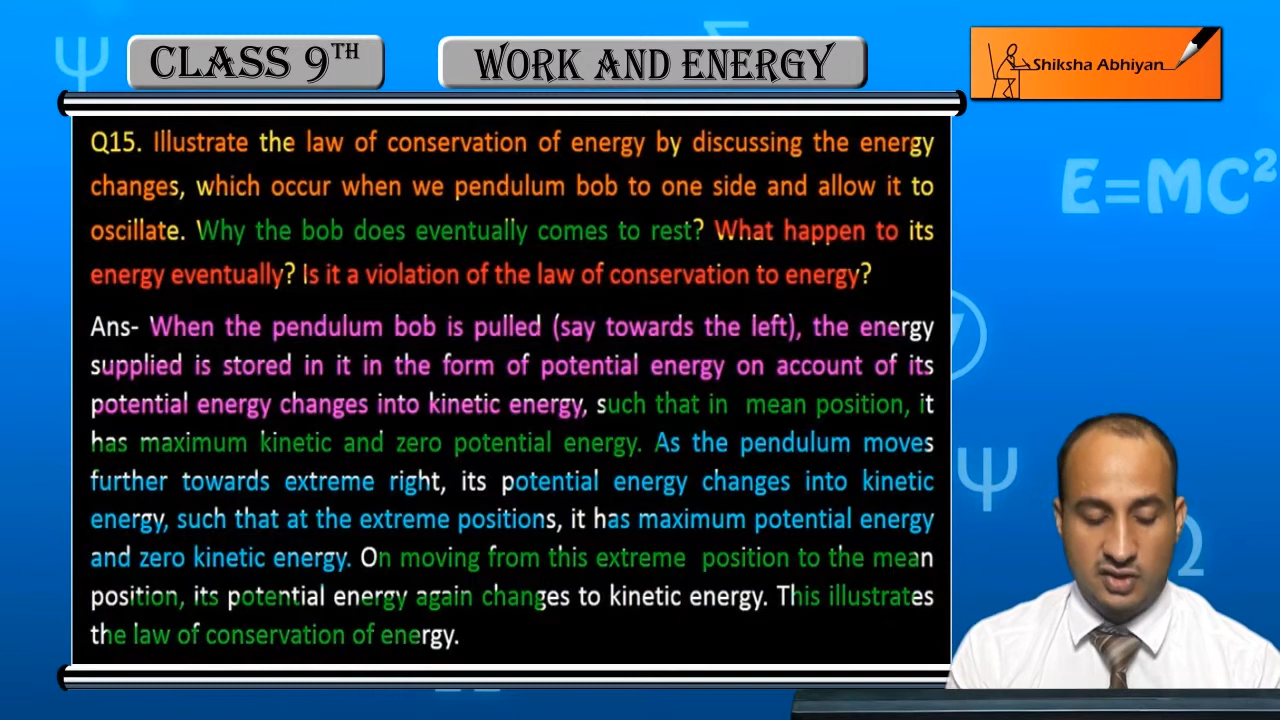 CLASS 9TH
WORK AND ENERGY
Shiksha Abhiyan
Q15. Illustrate the law of conservation of energy by discussing the energy
changes, which occur when we pendulum bob to one side and allow it to
oscillate. Why the bob does eventually comes to rest? What happen to its
energy eventually? Is it a violation of the law of conservation to energy?
Ans- When the pendulum bob is pulled (say towards the left), the energy
supplied is stored in it in the form of potential energy on account of its
potential energy changes into kinetic energy, such that in mean position, it
has maximum kinetic and zero potential energy. As the pendulum moves
further towards extreme right, its potential energy changes into kinetic
energy, such that at the extreme positions, it has maximum potential energy
and zero kinetic energy. On moving from this extreme position to the mean
position, its potential energy again changes to kinetic energy. This illustrates
the law of conservation of energy.
E=MC²
Ψ
Ψ
Σ
2